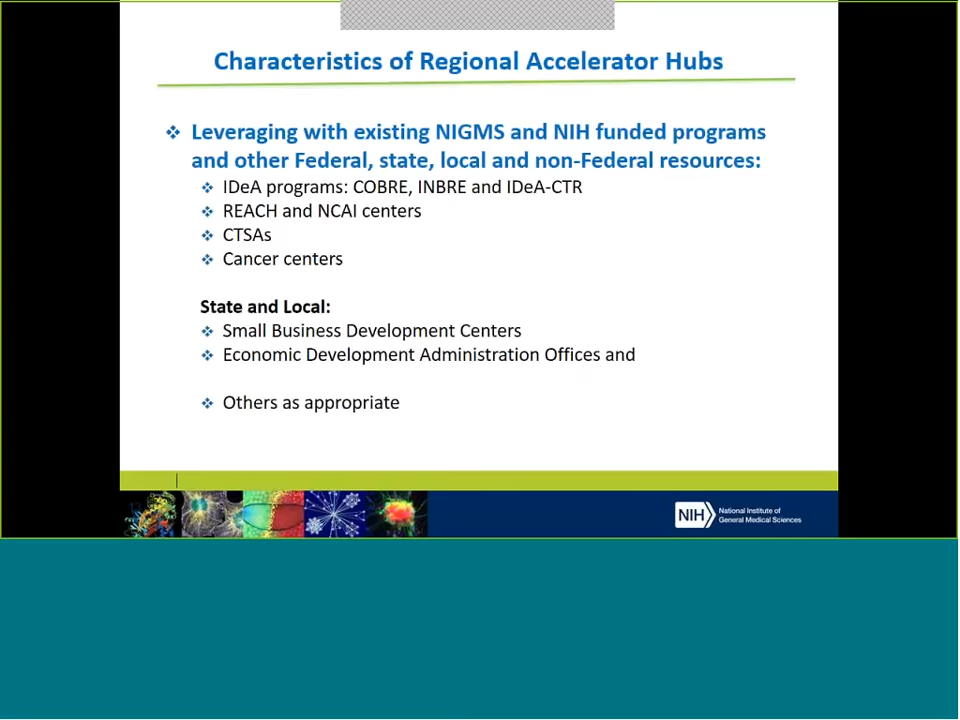 Characteristics of Regional Accelerator Hubs
Leveraging with existing NIGMS and NIH funded programs
and other Federal, state, local and non-Federal resources:
IDeA programs: COBRE, INBRE and IDeA-CTR
REACH and NCAI centers
CTSAs
Cancer centers
State and Local:
Small Business Development Centers
Economic Development Administration Offices and
Others as appropriate
NIH
National Institute of
General Medical Sciences